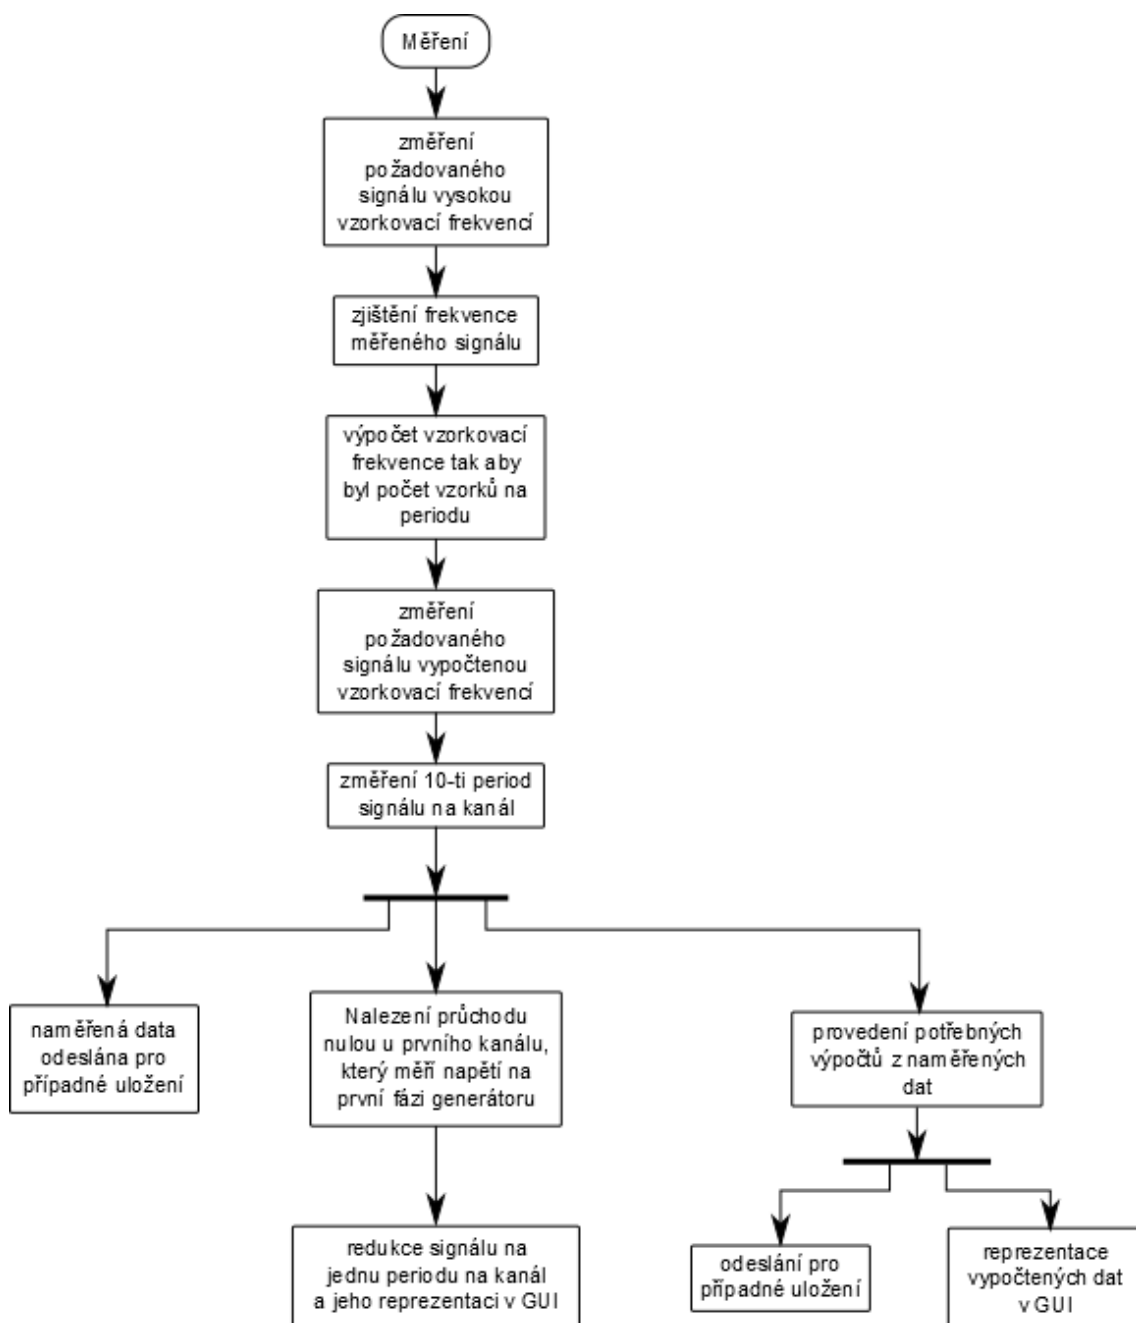 Měření
změření
požadovaného
signálu vysokou
vzorkovací frekvencí
zjištění frekvence
měřeného signálu
výpočet vzorkovací
frekvence tak aby
byl počet vzorků na
periodu
změření
požadovaného
signálu vypočtenou
vzorkovací frekvencí
změření 10-ti period
signálu na kanál
naměřená data
odeslána pro
případné uložení
Nalezení průchodu
nulou u prvního kanálu,
který měří napětí na
první fázi generátoru
provedení potřebných
výpočtů z naměřených
dat
redukce signálu na
jednu periodu na kanál
a jeho reprezentaci v GUI
odeslání pro
případné uložení
reprezentace
vypočtených dat
v GUI